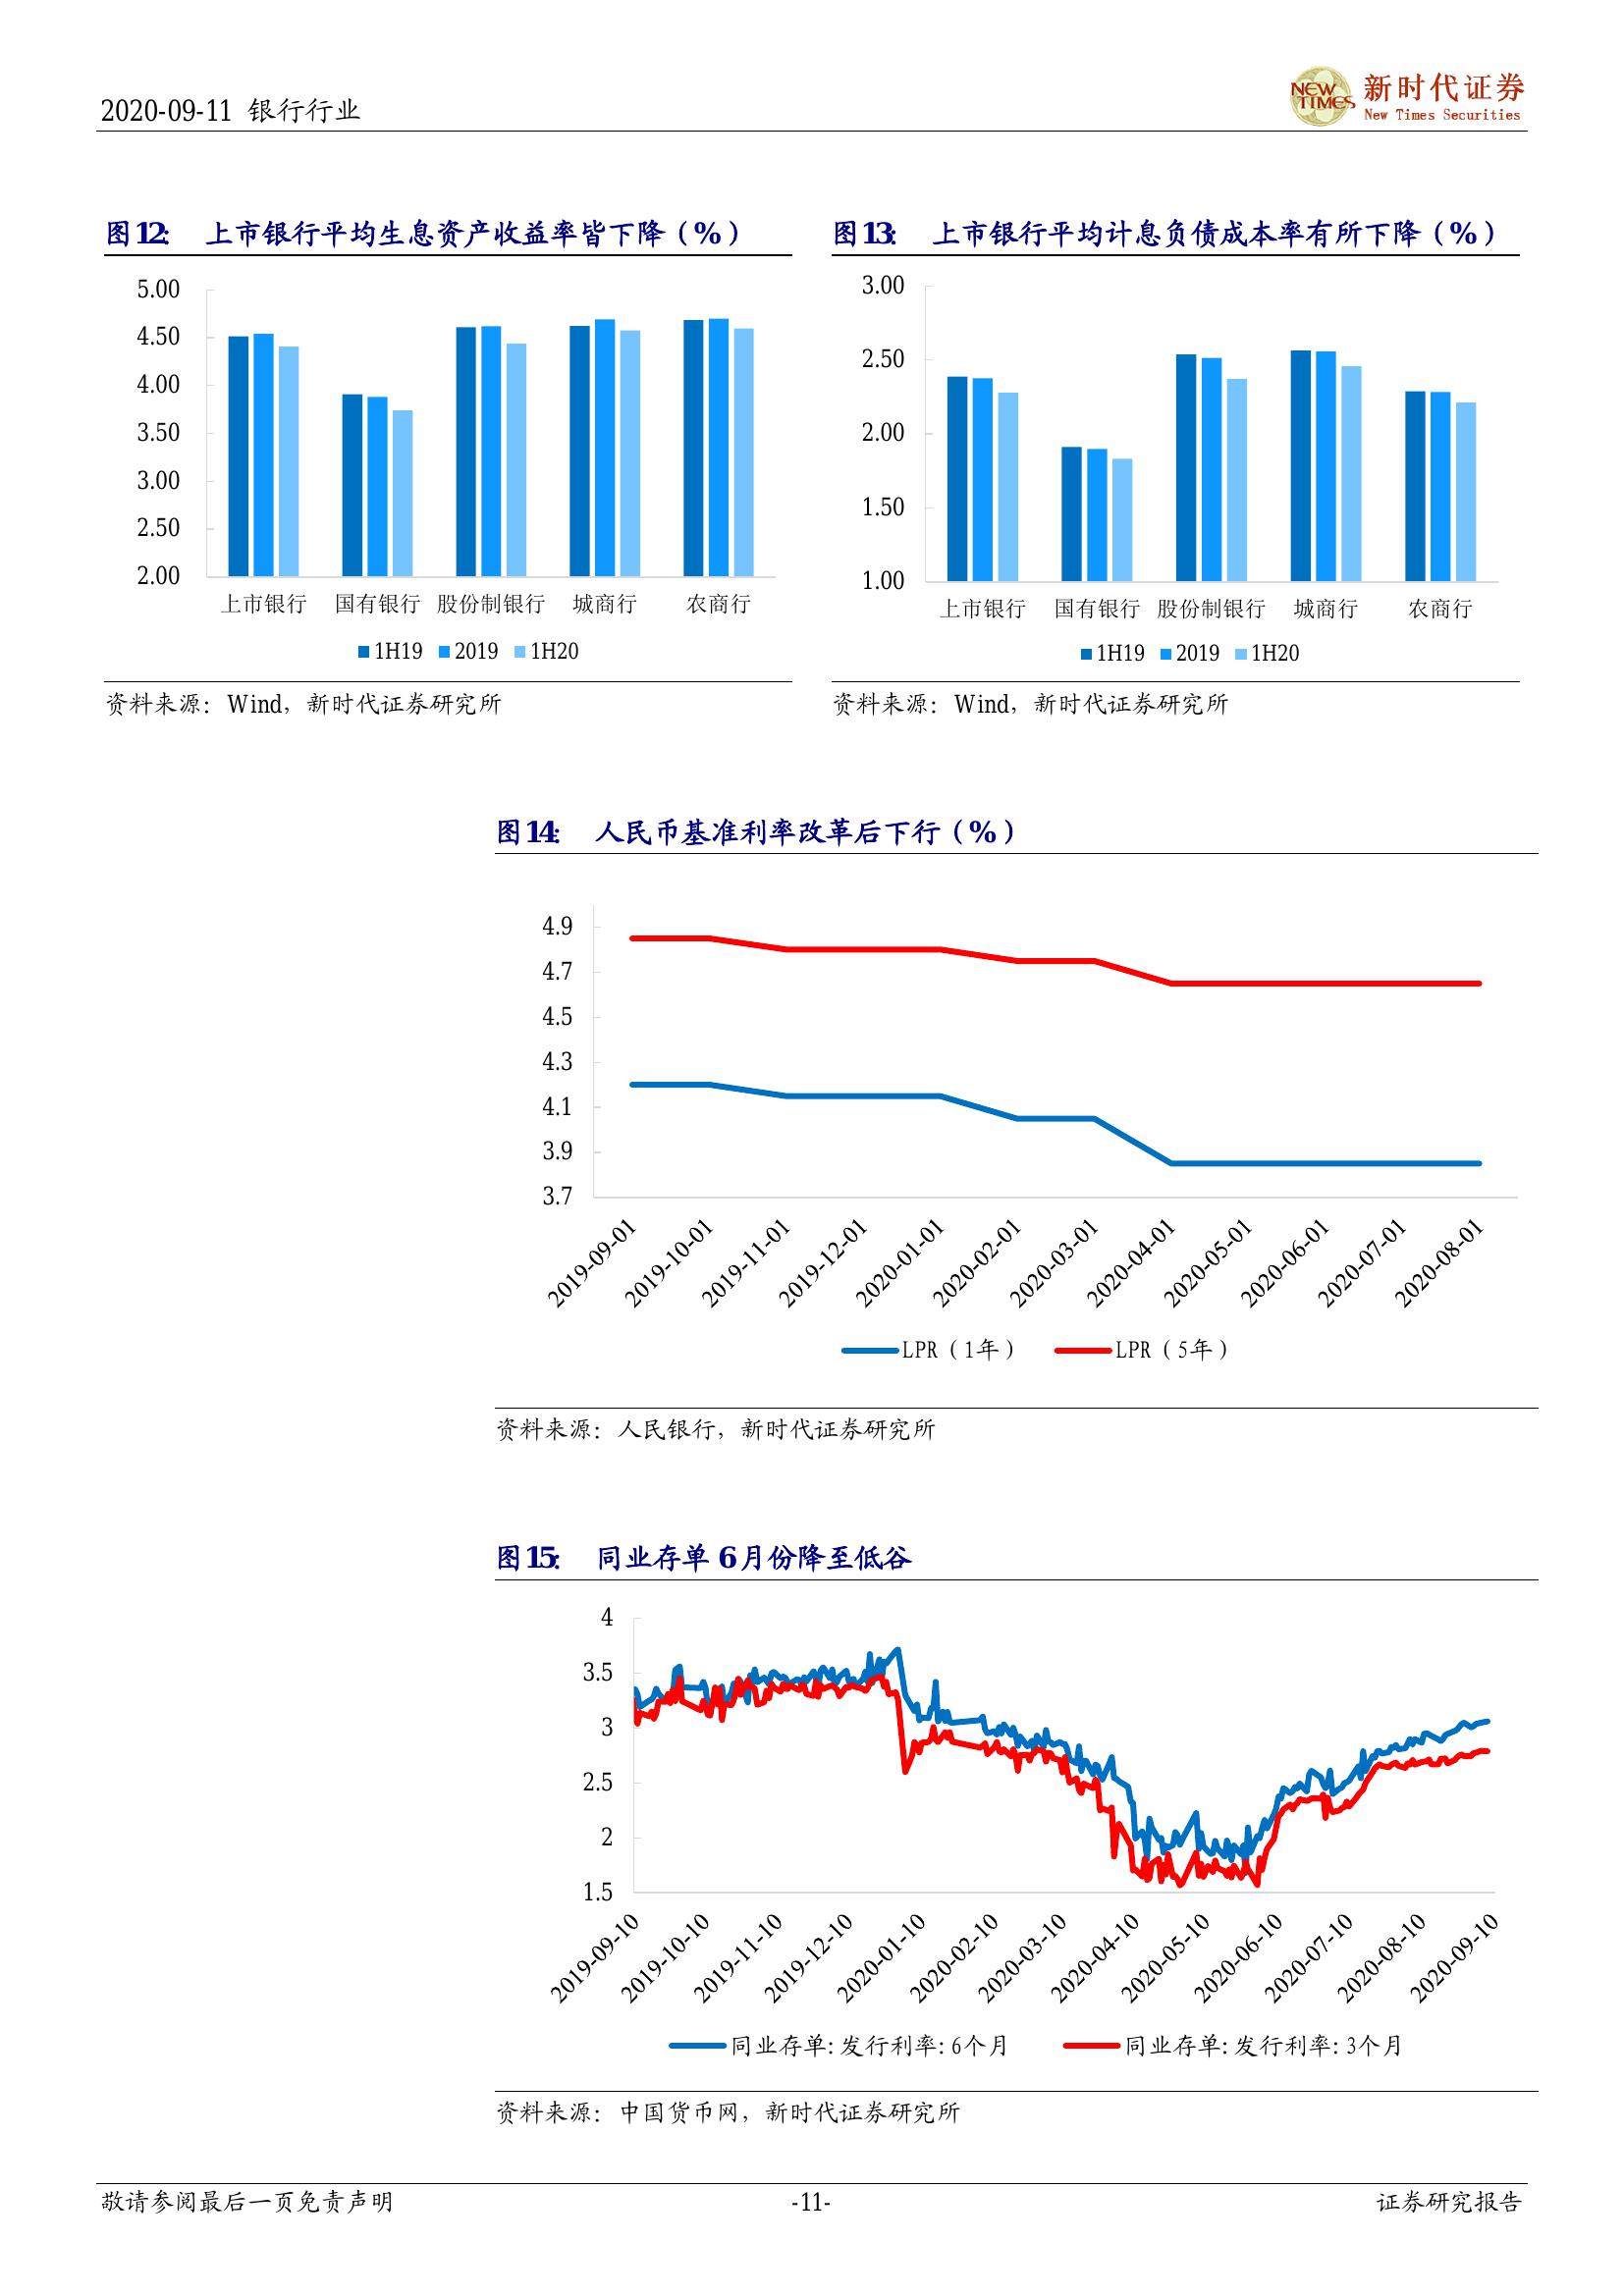 2020-09-11 银行行业
NEW TIMES 新时代证券
New Times Securities
图12: 上市银行平均生息资产收益率皆下降（%）
5.00
4.50
4.00
3.50
3.00
2.50
2.00
上市银行 国有银行 股份制银行 城商行 农商行
1H19 2019 1H20
资料来源：Wind，新时代证券研究所
图13: 上市银行平均计息负债成本率有所下降（%）
3.00
2.50
2.00
1.50
1.00
上市银行 国有银行 股份制银行 城商行 农商行
1H19 2019 1H20
资料来源：Wind，新时代证券研究所
图14: 人民币基准利率改革后下行（%）
4.9
4.7
4.5
4.3
4.1
3.9
3.7
2019-09-01 2019-10-01 2019-11-01 2019-12-01 2020-01-01 2020-02-01 2020-03-01 2020-04-01 2020-05-01 2020-06-01 2020-07-01 2020-08-01
LPR（1年） LPR（5年）
资料来源：人民银行，新时代证券研究所
图15: 同业存单 6月份降至低谷
4
3.5
3
2.5
2
1.5
2019-09-10 2019-10-10 2019-11-10 2019-12-10 2020-01-10 2020-02-10 2020-03-10 2020-04-10 2020-05-10 2020-06-10 2020-07-10 2020-08-10 2020-09-10
同业存单:发行利率:6个月 同业存单:发行利率:3个月
资料来源：中国货币网，新时代证券研究所
敬请参阅最后一页免责声明 -11- 证券研究报告